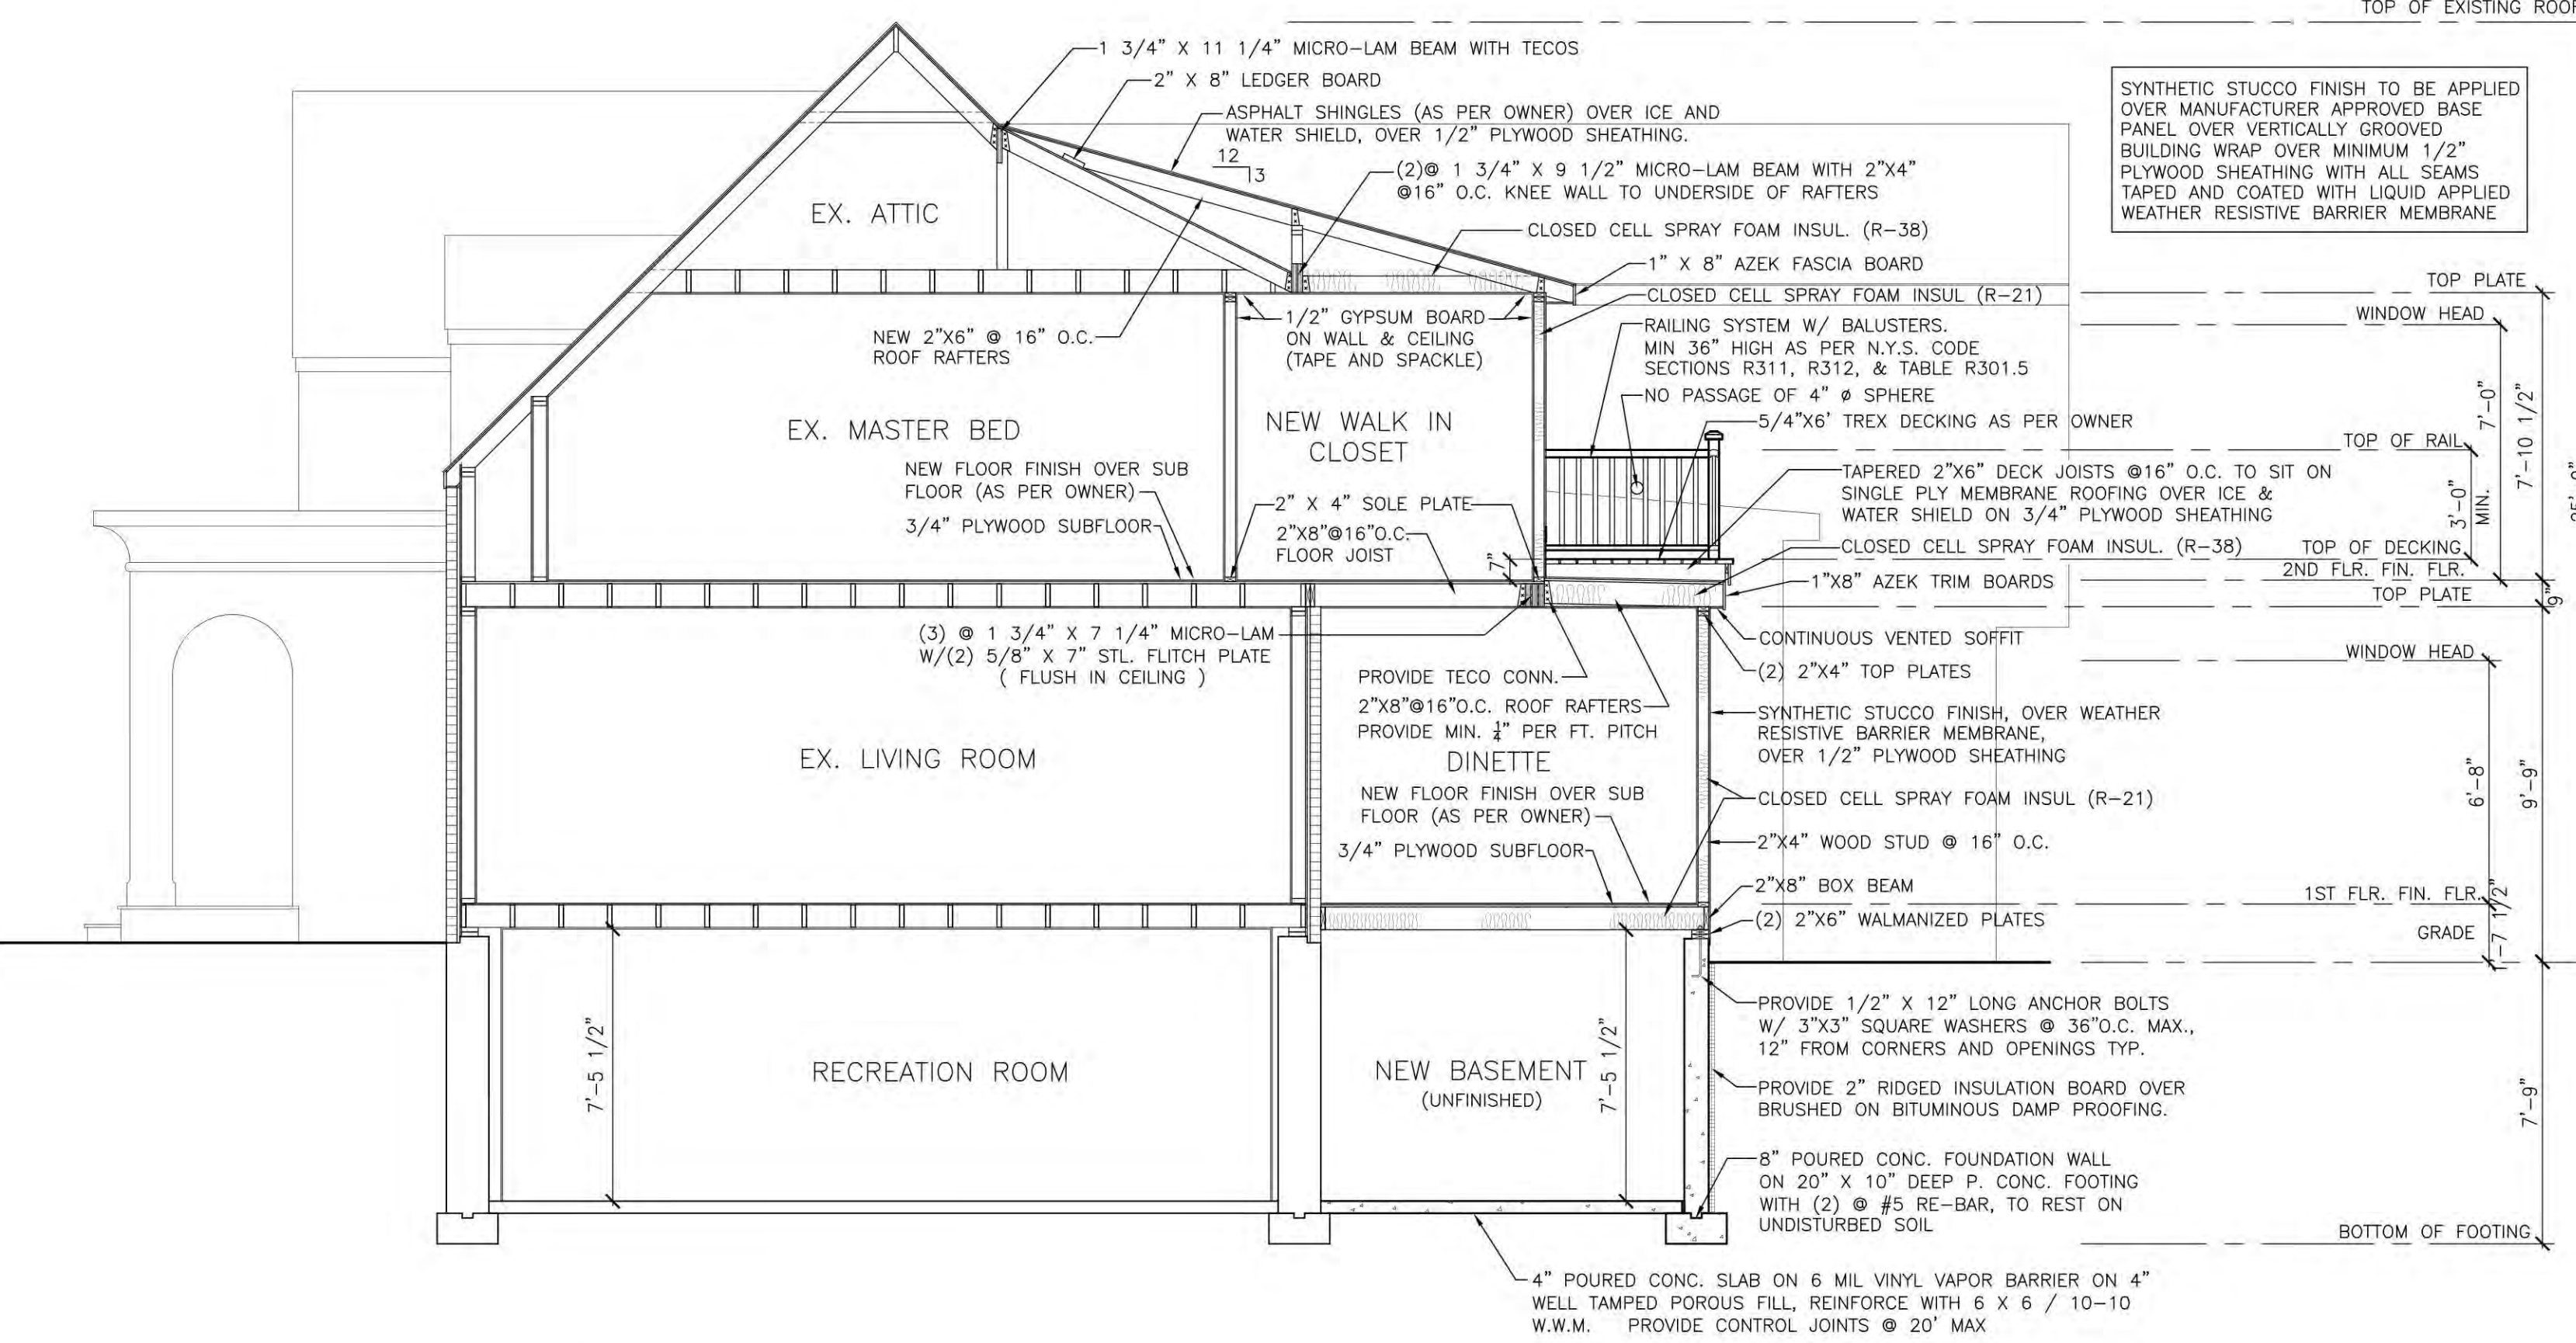 TOP OF EXISTING ROOF
1 3/4" X 11 1/4" MICRO-LAM BEAM WITH TECOS
2" X 8" LEDGER BOARD
ASPHALT SHINGLES (AS PER OWNER) OVER ICE AND
WATER SHIELD, OVER 1/2" PLYWOOD SHEATHING.
12
3
(2)@ 1 3/4" X 9 1/2" MICRO-LAM BEAM WITH 2"X4"
@16" O.C. KNEE WALL TO UNDERSIDE OF RAFTERS
CLOSED CELL SPRAY FOAM INSUL. (R-38)
1" X 8" AZEK FASCIA BOARD
CLOSED CELL SPRAY FOAM INSUL (R-21)
SYNTHETIC STUCCO FINISH TO BE APPLIED
OVER MANUFACTURER APPROVED BASE
PANEL OVER VERTICALLY GROOVED
BUILDING WRAP OVER MINIMUM 1/2"
PLYWOOD SHEATHING WITH ALL SEAMS
TAPED AND COATED WITH LIQUID APPLIED
WEATHER RESISTIVE BARRIER MEMBRANE
EX. ATTIC
NEW 2"X6" @ 16" O.C.
ROOF RAFTERS
1/2" GYPSUM BOARD
ON WALL & CEILING
(TAPE AND SPACKLE)
RAILING SYSTEM W/ BALUSTERS.
MIN 36" HIGH AS PER N.Y.S. CODE
SECTIONS R311, R312, & TABLE R301.5
NO PASSAGE OF 4" ø SPHERE
5/4"X6' TREX DECKING AS PER OWNER
TOP PLATE
WINDOW HEAD
7'-0"
7'-10 1/2"
TOP OF RAIL
3'-0"
MIN.
EX. MASTER BED
NEW WALK IN
CLOSET
NEW FLOOR FINISH OVER SUB
FLOOR (AS PER OWNER)
3/4" PLYWOOD SUBFLOOR
2" X 4" SOLE PLATE
2"X8"@16"O.C.
FLOOR JOIST
7"
TAPERED 2"X6" DECK JOISTS @16" O.C. TO SIT ON
SINGLE PLY MEMBRANE ROOFING OVER ICE &
WATER SHIELD ON 3/4" PLYWOOD SHEATHING
CLOSED CELL SPRAY FOAM INSUL. (R-38)
TOP OF DECKING
2ND FLR. FIN. FLR.
1"X8" AZEK TRIM BOARDS
TOP PLATE
9"
(3) @ 1 3/4" X 7 1/4" MICRO-LAM
W/(2) 5/8" X 7" STL. FLITCH PLATE
( FLUSH IN CEILING )
CONTINUOUS VENTED SOFFIT
WINDOW HEAD
(2) 2"X4" TOP PLATES
PROVIDE TECO CONN.
2"X8"@16"O.C. ROOF RAFTERS
PROVIDE MIN. 1/4" PER FT. PITCH
SYNTHETIC STUCCO FINISH, OVER WEATHER
RESISTIVE BARRIER MEMBRANE,
OVER 1/2" PLYWOOD SHEATHING
EX. LIVING ROOM
DINETTE
NEW FLOOR FINISH OVER SUB
FLOOR (AS PER OWNER)
3/4" PLYWOOD SUBFLOOR
CLOSED CELL SPRAY FOAM INSUL (R-21)
2"X4" WOOD STUD @ 16" O.C.
6'-8"
9'-9"
2"X8" BOX BEAM
(2) 2"X6" WALMANIZED PLATES
1ST FLR. FIN. FLR.
1'-7 1/2"
GRADE
PROVIDE 1/2" X 12" LONG ANCHOR BOLTS
W/ 3"X3" SQUARE WASHERS @ 36"O.C. MAX.,
12" FROM CORNERS AND OPENINGS TYP.
7'-5 1/2"
RECREATION ROOM
NEW BASEMENT
(UNFINISHED)
7'-5 1/2"
PROVIDE 2" RIDGED INSULATION BOARD OVER
BRUSHED ON BITUMINOUS DAMP PROOFING.
7'-9"
8" POURED CONC. FOUNDATION WALL
ON 20" X 10" DEEP P. CONC. FOOTING
WITH (2) @ #5 RE-BAR, TO REST ON
UNDISTURBED SOIL
BOTTOM OF FOOTING
4" POURED CONC. SLAB ON 6 MIL VINYL VAPOR BARRIER ON 4"
WELL TAMPED POROUS FILL, REINFORCE WITH 6 X 6 / 10-10
W.W.M. PROVIDE CONTROL JOINTS @ 20' MAX